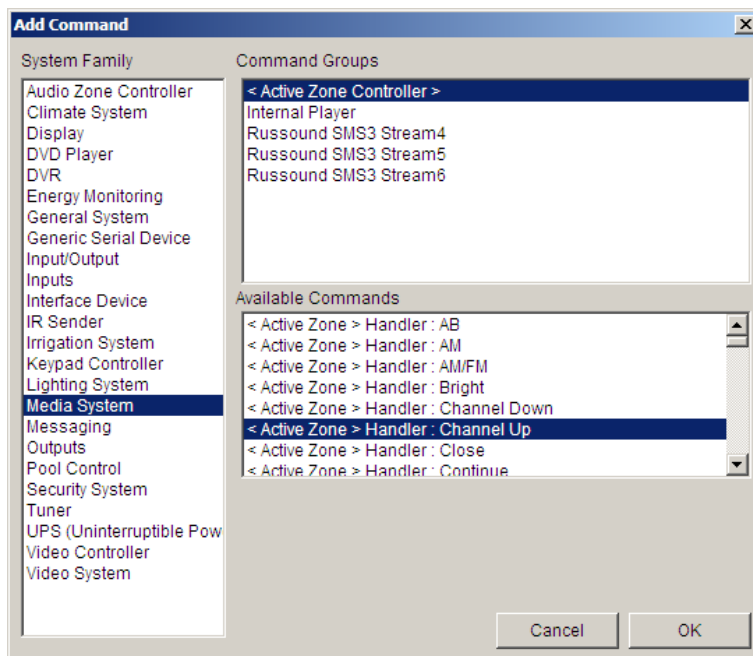 Add Command
System Family
Audio Zone Controller
Climate System
Display
DVD Player
DVR
Energy Monitoring
General System
Generic Serial Device
Input/Output
Inputs
Interface Device
IR Sender
Irrigation System
Keypad Controller
Lighting System
Media System
Messaging
Outputs
Pool Control
Security System
Tuner
UPS (Uninterruptible Pow
Video Controller
Video System
Command Groups
< Active Zone Controller >
Internal Player
Russound SMS3 Stream4
Russound SMS3 Stream5
Russound SMS3 Stream6
Available Commands
< Active Zone > Handler : AB
< Active Zone > Handler : AM
< Active Zone > Handler : AM/FM
< Active Zone > Handler : Bright
< Active Zone > Handler : Channel Down
< Active Zone > Handler : Channel Up
< Active Zone > Handler : Close
< Active Zone > Handler : Continue
Cancel
OK